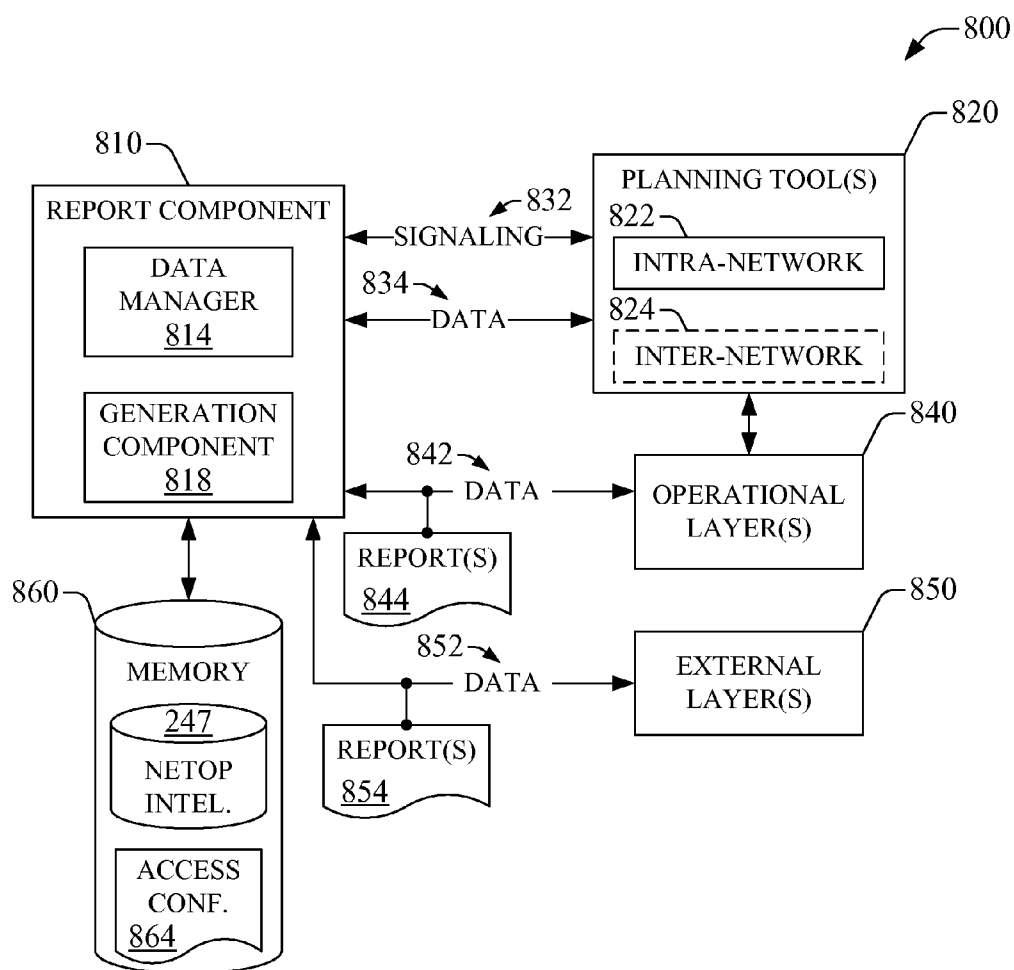 800
820
810
PLANNING TOOL(S)
REPORT COMPONENT
832
822
SIGNALING
INTRA-NETWORK
DATA
MANAGER
814
834
DATA
824
INTER-NETWORK
GENERATION
COMPONENT
818
842
DATA
840
OPERATIONAL
LAYER(S)
REPORT(S)
844
860
850
MEMORY
852
DATA
EXTERNAL
LAYER(S)
247
NETOP
INTEL.
REPORT(S)
854
ACCESS
CONF.
864